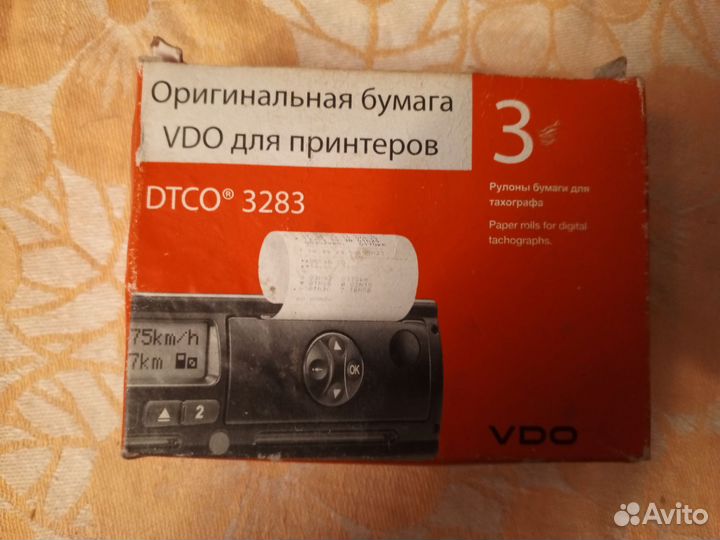 Оригинальная бумага
VDO для принтеров
3
DTCO® 3283
Рулоны бумаги для
тахографа
Paper rolls for digital
tachographs.
75km/h
7km
OK
2
VDO
Avito